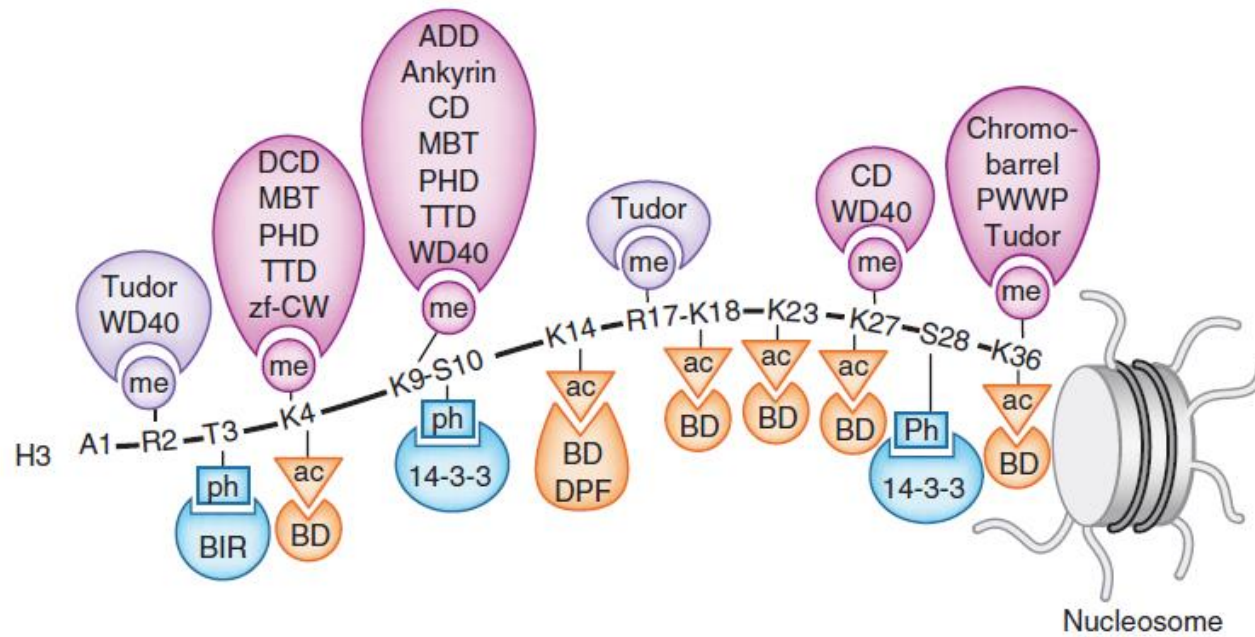 ADD
Ankyrin
CD
MBT
PHD
TTD
WD40
me
DCD
MBT
PHD
TTD
zf-CW
me
Tudor
WD40
me
Tudor
me
CD
WD40
me
Chromo-
barrel
PWWP
Tudor
me
H3 A1 R2 T3 K4 K9-S10 K14 R17-K18 K23 K27 S28 K36
ph
BIR
ac
BD
ph
14-3-3
ac
BD
DPF
ac
BD
ac
BD
ac
BD
Ph
14-3-3
ac
BD
Nucleosome